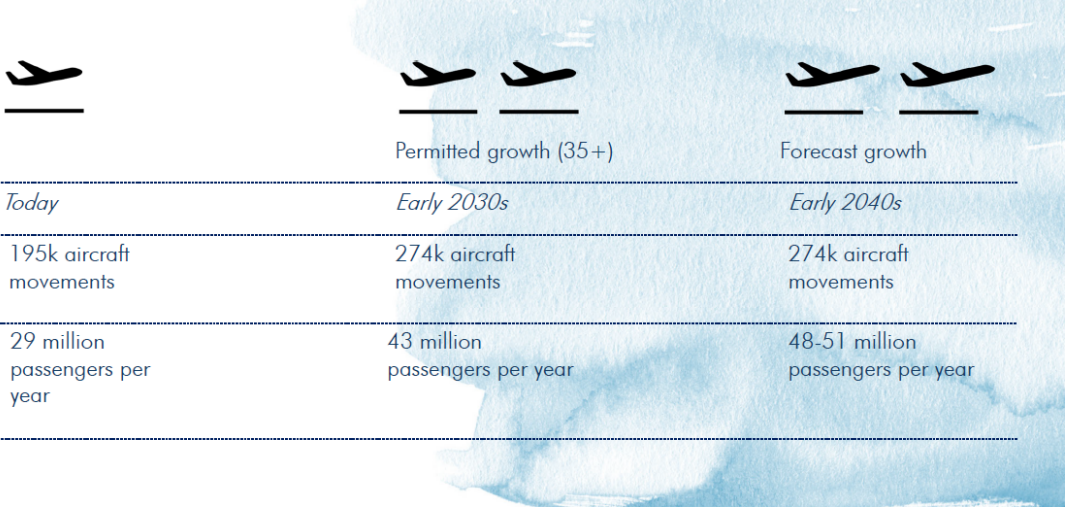 Permitted growth (35+)
Forecast growth
Today
Early 2030s
Early 2040s
195k aircraft
movements
274k aircraft
movements
274k aircraft
movements
29 million
passengers per
year
43 million
passengers per year
48-51 million
passengers per year